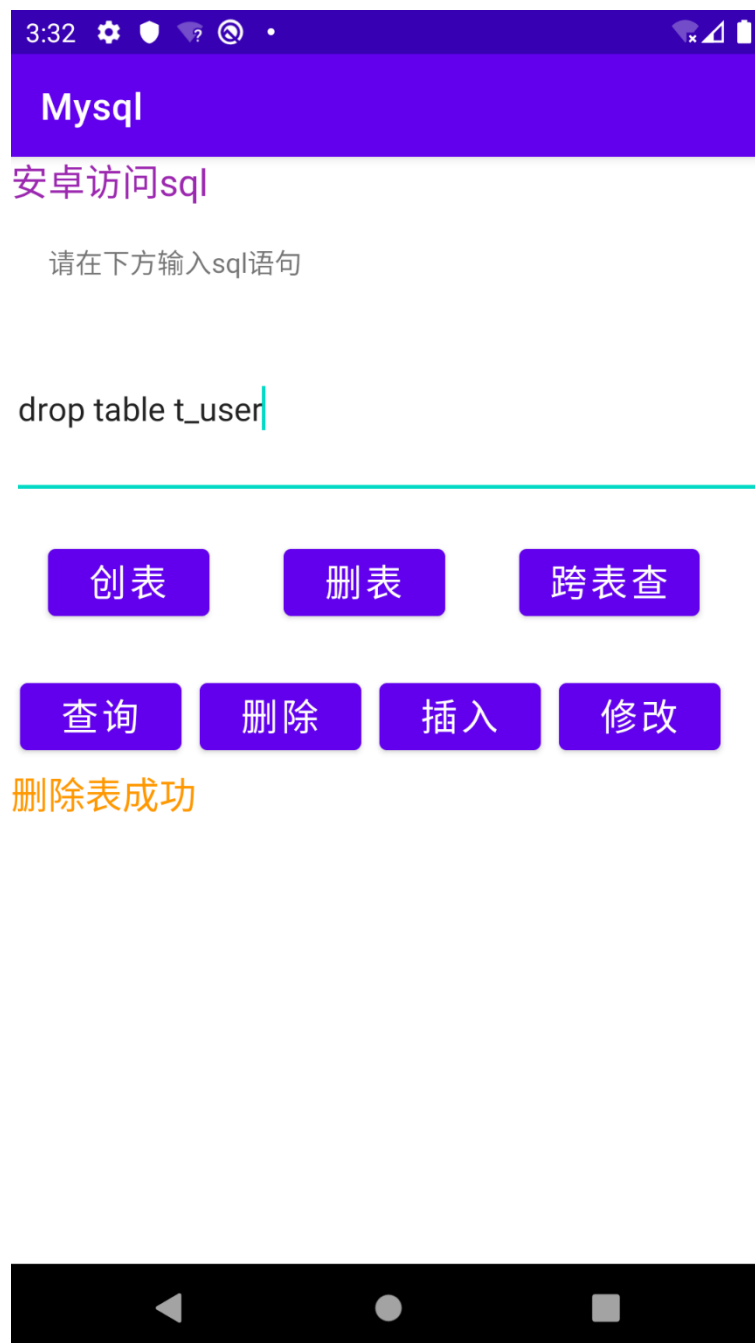 3:32
Mysql
安卓访问sql
请在下方输入sql语句
drop table t_user
创表 删表 跨表查
查询 删除 插入 修改
删除表成功